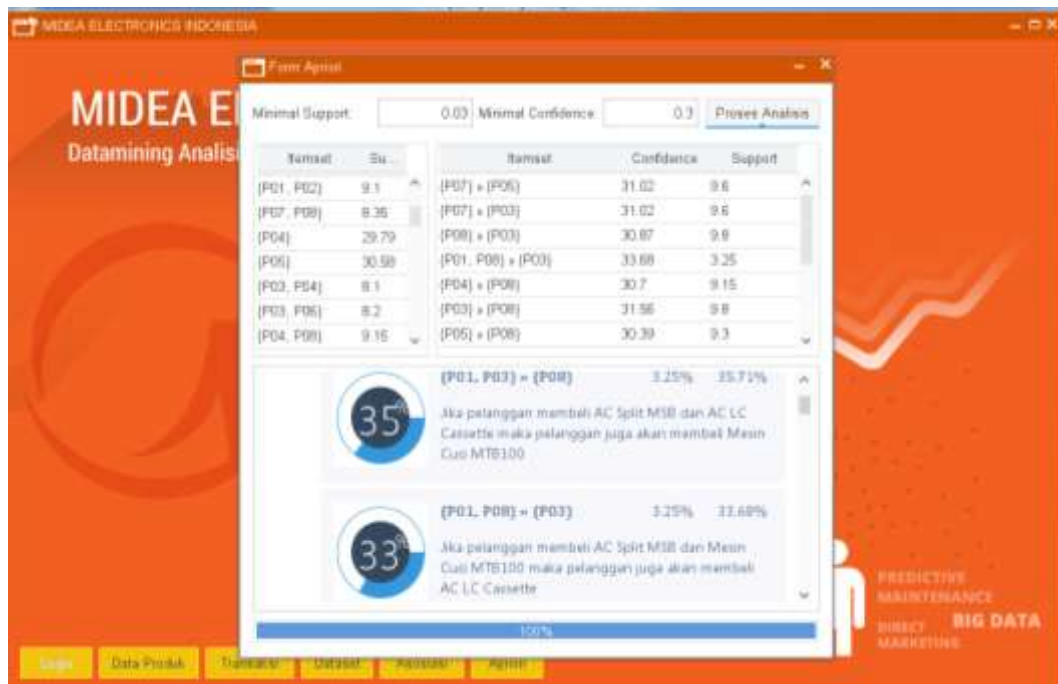 MIDEA ELECTRONICS INDONESIA
Form Apriori
MIDEA EL
Datamining Analisi
Minimal Support: 0.03 Minimal Confidence 0.3 Proses Analisis
Itemset Su...
{P01, P02} 9.1
{P07, P08} 8.35
{P04} 29.79
{P05} 30.58
{P03, P04} 8.1
{P03, P06} 8.2
{P04, P08} 9.15
Itemset Confidence Support
{P07} » {P05} 31.02 9.6
{P07} » {P03} 31.02 9.6
{P08} » {P03} 30.87 9.8
{P01, P08} » {P03} 33.68 3.25
{P04} » {P08} 30.7 9.15
{P03} » {P08} 31.56 9.8
{P05} » {P08} 30.39 9.3
35%
{P01, P03} » {P08} 3.25% 35.71%
Jika pelanggan membeli AC Split MSB dan AC LC
Cassette maka pelanggan juga akan membeli Mesin
Cuci MTB100
33%
{P01, P08} » {P03} 3.25% 33.68%
Jika pelanggan membeli AC Split MSB dan Mesin
Cuci MTB100 maka pelanggan juga akan membeli
AC LC Cassette
100%
PREDICTIVE
MAINTENANCE
DIRECT BIG DATA
MARKETING
Login Data Produk Transaksi Dataset Asosiasi Apriori